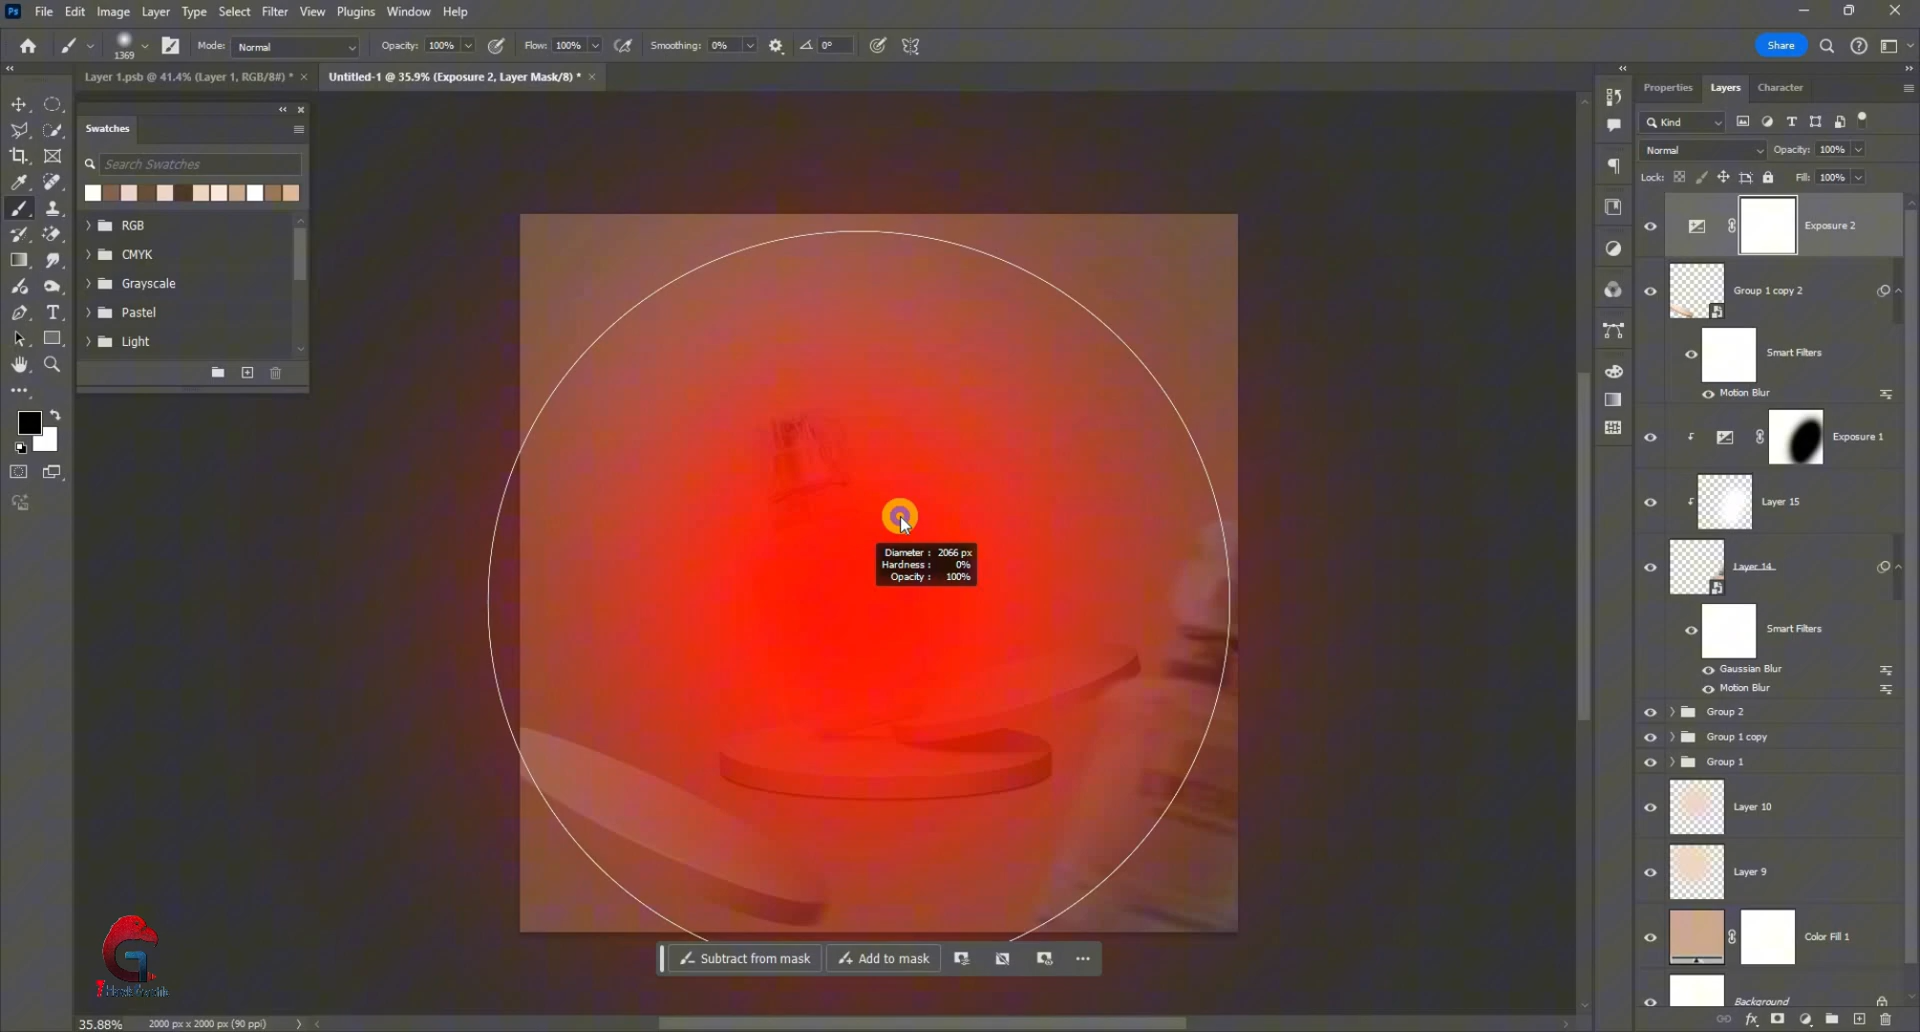 Ps File Edit Image Layer Type Select Filter View Plugins Window Help
1369 Mode: Normal Opacity: 100% Flow: 100% Smoothing: 0% 0° Share
Layer 1.psb @ 41.4% (Layer 1, RGB/8#) * × Untitled-1 @ 35.9% (Exposure 2, Layer Mask/8) * ×
Swatches
Search Swatches
RGB
CMYK
Grayscale
Pastel
Light
Diameter : 2066 px
Hardness : 0%
Opacity : 100%
Subtract from mask Add to mask
35.88% 2000 px x 2000 px (90 ppi)
Properties Layers Character
Kind
Normal Opacity: 100%
Lock: Fill: 100%
Exposure 2
Group 1 copy 2
Smart Filters
Motion Blur
Exposure 1
Layer 15
Layer 14
Smart Filters
Gaussian Blur
Motion Blur
Group 2
Group 1 copy
Group 1
Layer 10
Layer 9
Color Fill 1
Background